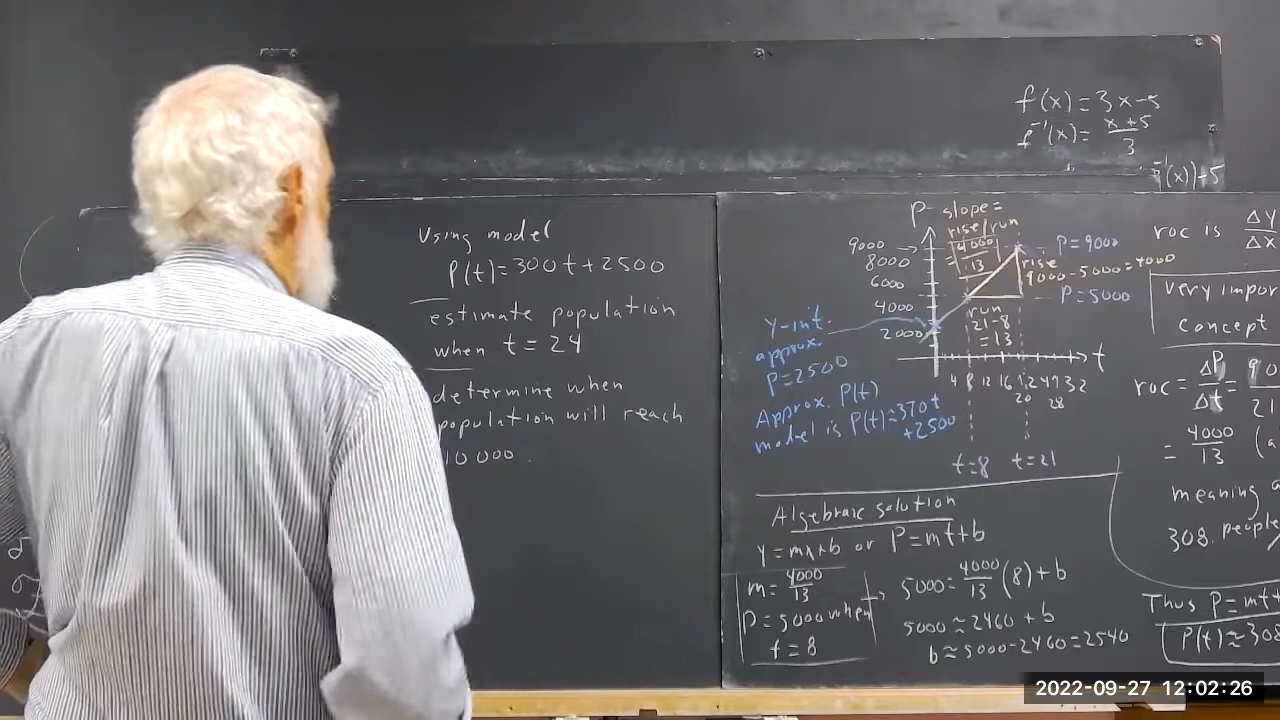 f(x) = 3x-5
f⁻¹(x) = x+5
3
⁻¹(x))+5
Using model
P(t)=300t+2500
estimate population
when t = 24
determine when
population will reach
10000.
P
slope =
rise/run
= 4000
13
9000
8000
6000
4000
2000
P=9000
rise
9000-5000=4000
P=5000
run
21-8
=13
t
4 8 12 16
20
28
32
t=8 t=21
y-int.
approx.
P=2500
Approx. P(t)
model is P(t)≈370t
+2500
Algebraic solution
y=mx+b or P=mt+b
m= 4000
13
P=5000 when
t=8
5000= 4000
13 (8)+b
5000≈2460+b
b≈5000-2460=2540
roc is Δy
Δx
very impor
concept
roc = ΔP
Δt = 90
21
= 4000
13 (a
meaning a
308 people/
Thus P=mt+
P(t)≈308
2022-09-27 12:02:26